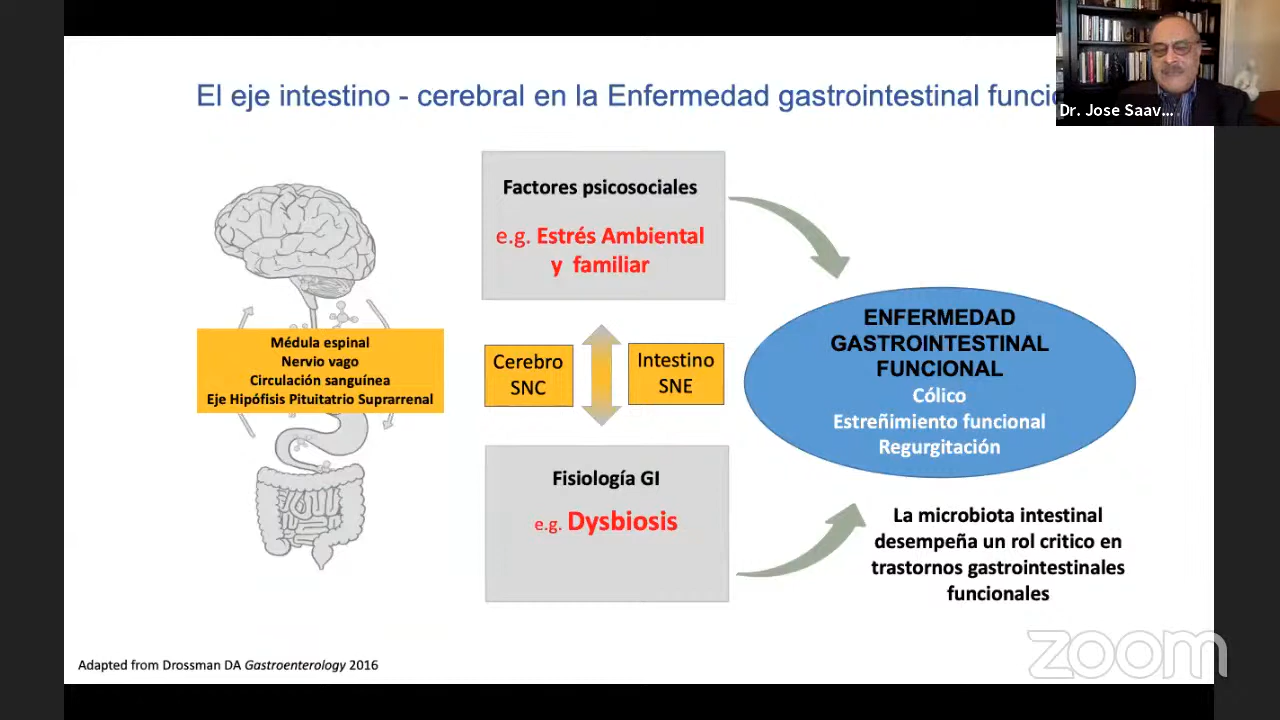 El eje intestino - cerebral en la Enfermedad gastrointestinal
Dr. Jose Saav...
Factores psicosociales
e.g. Estrés Ambiental
y familiar
Médula espinal
Nervio vago
Circulación sanguínea
Eje Hipófisis Pituitatrio Suprarrenal
Cerebro
SNC
Intestino
SNE
ENFERMEDAD
GASTROINTESTINAL
FUNCIONAL
Cólico
Estreñimiento funcional
Regurgitación
Fisiología GI
e.g. Dysbiosis
La microbiota intestinal
desempeña un rol critico en
trastornos gastrointestinales
funcionales
Adapted from Drossman DA Gastroenterology 2016
zoom